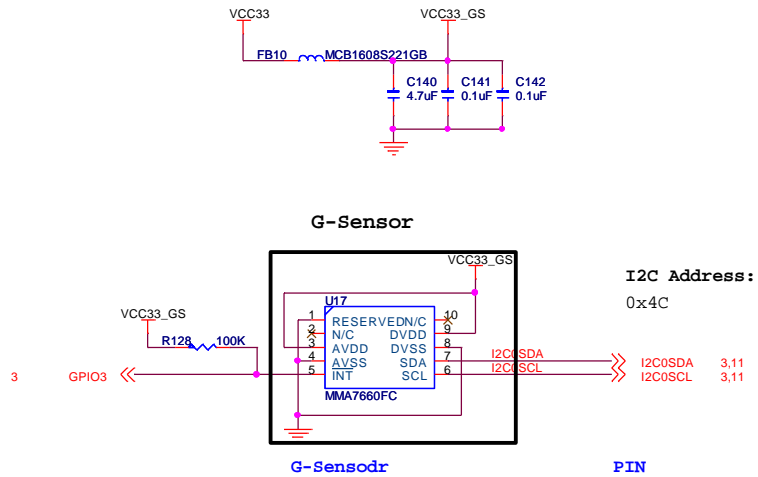 VCC33 VCC33_GS
FB10 MCB1608S221GB
C140 C141 C142
4.7uF 0.1uF 0.1uF
G-Sensor
VCC33_GS
I2C Address:
0x4C
U17
VCC33_GS
1 RESERVED N/C 10
2 N/C DVDD 9
R128 100K
3 AVDD DVSS 8
4 AVSS SDA 7 I2C0SDA I2C0SDA 3,11
3 GPIO3 5 INT SCL 6 I2C0SCL I2C0SCL 3,11
MMA7660FC
G-Sensodr PIN